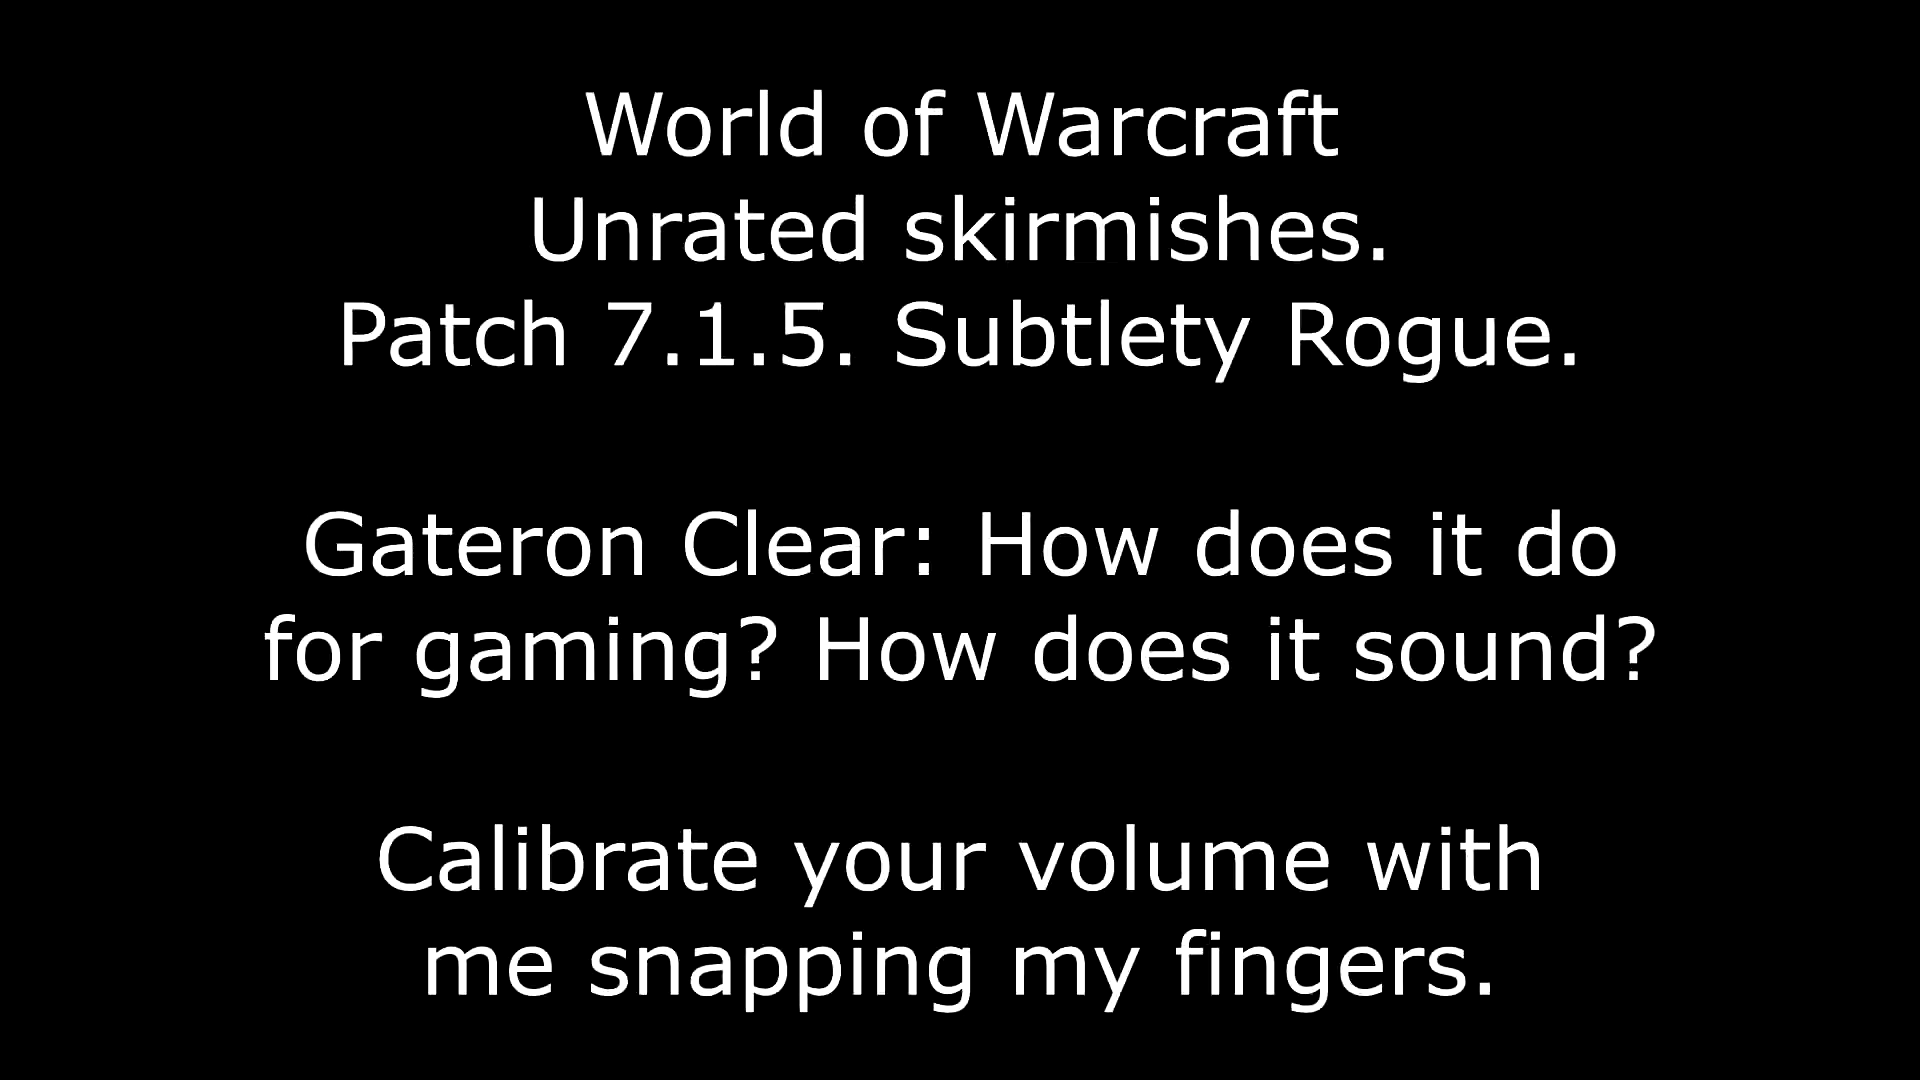 World of Warcraft
Unrated skirmishes.
Patch 7.1.5. Subtlety Rogue.
Gateron Clear: How does it do
for gaming? How does it sound?
Calibrate your volume with
me snapping my fingers.